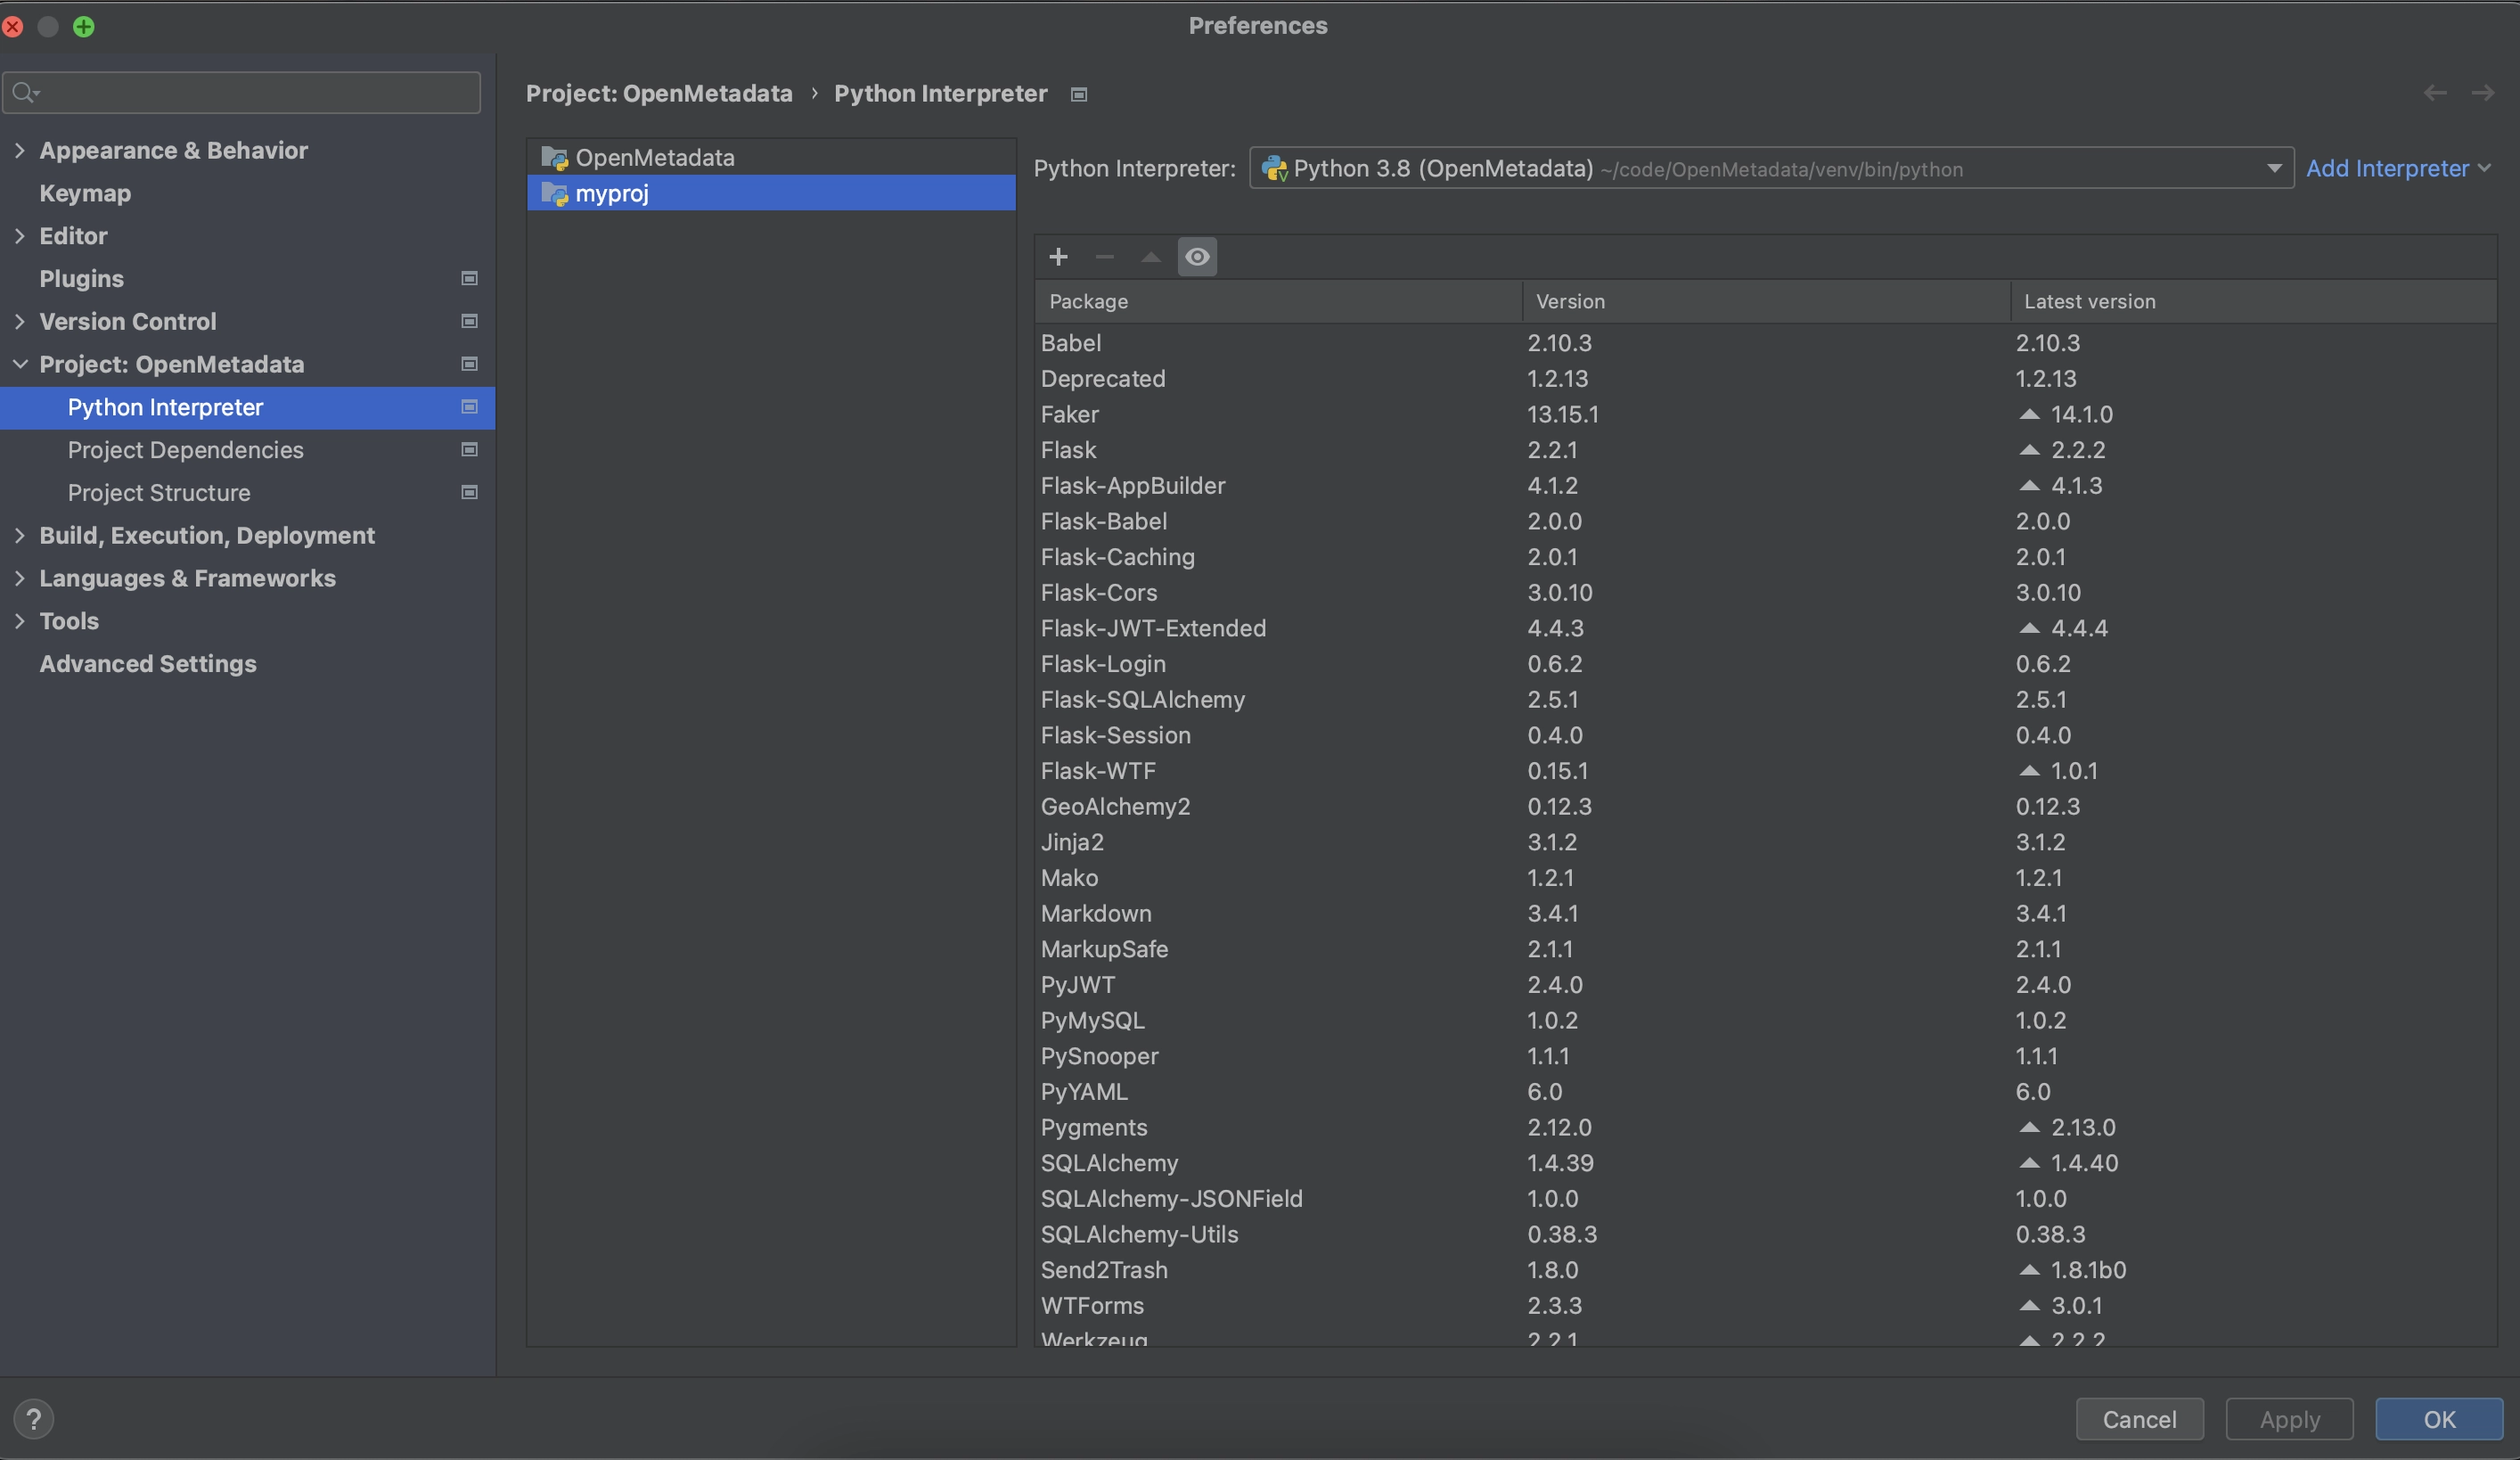 Preferences
Appearance & Behavior
Keymap
Editor
Plugins
Version Control
Project: OpenMetadata
Python Interpreter
Project Dependencies
Project Structure
Build, Execution, Deployment
Languages & Frameworks
Tools
Advanced Settings
Project: OpenMetadata › Python Interpreter
OpenMetadata
myproj
Python Interpreter: Python 3.8 (OpenMetadata) ~/code/OpenMetadata/venv/bin/python Add Interpreter
Package Version Latest version
Babel 2.10.3 2.10.3
Deprecated 1.2.13 1.2.13
Faker 13.15.1 14.1.0
Flask 2.2.1 2.2.2
Flask-AppBuilder 4.1.2 4.1.3
Flask-Babel 2.0.0 2.0.0
Flask-Caching 2.0.1 2.0.1
Flask-Cors 3.0.10 3.0.10
Flask-JWT-Extended 4.4.3 4.4.4
Flask-Login 0.6.2 0.6.2
Flask-SQLAlchemy 2.5.1 2.5.1
Flask-Session 0.4.0 0.4.0
Flask-WTF 0.15.1 1.0.1
GeoAlchemy2 0.12.3 0.12.3
Jinja2 3.1.2 3.1.2
Mako 1.2.1 1.2.1
Markdown 3.4.1 3.4.1
MarkupSafe 2.1.1 2.1.1
PyJWT 2.4.0 2.4.0
PyMySQL 1.0.2 1.0.2
PySnooper 1.1.1 1.1.1
PyYAML 6.0 6.0
Pygments 2.12.0 2.13.0
SQLAlchemy 1.4.39 1.4.40
SQLAlchemy-JSONField 1.0.0 1.0.0
SQLAlchemy-Utils 0.38.3 0.38.3
Send2Trash 1.8.0 1.8.1b0
WTForms 2.3.3 3.0.1
Werkzeug 2.2.1 2.2.2
? Cancel Apply OK